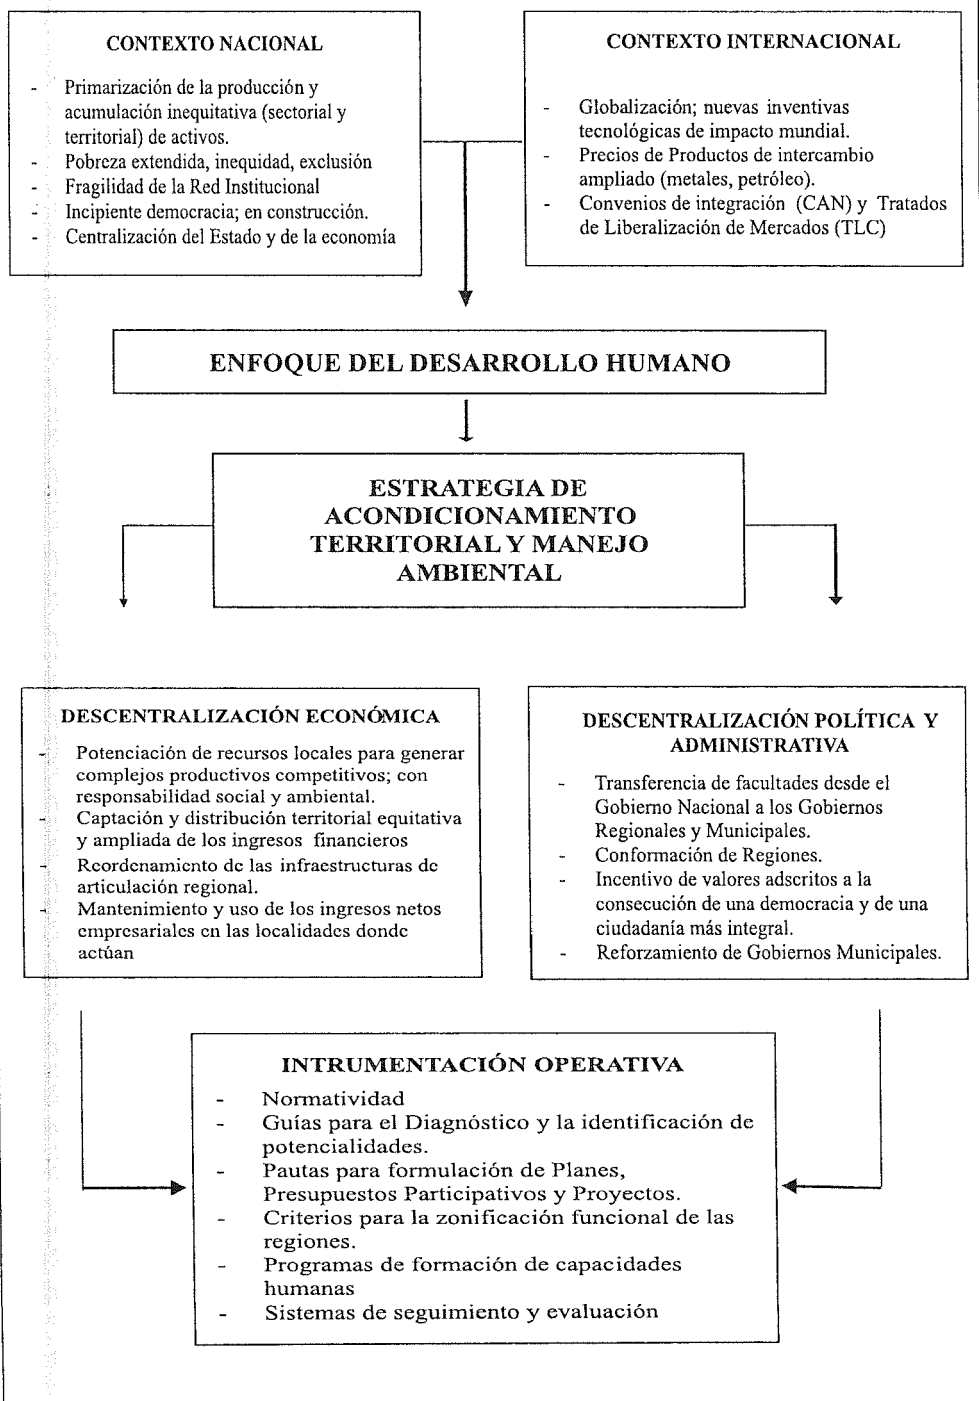 CONTEXTO NACIONAL
- Primarización de la producción y
acumulación inequitativa (sectorial y
territorial) de activos.
- Pobreza extendida, inequidad, exclusión
- Fragilidad de la Red Institucional
- Incipiente democracia; en construcción.
- Centralización del Estado y de la economía
CONTEXTO INTERNACIONAL
- Globalización; nuevas inventivas
tecnológicas de impacto mundial.
- Precios de Productos de intercambio
ampliado (metales, petróleo).
- Convenios de integración (CAN) y Tratados
de Liberalización de Mercados (TLC)
ENFOQUE DEL DESARROLLO HUMANO
ESTRATEGIA DE
ACONDICIONAMIENTO
TERRITORIAL Y MANEJO
AMBIENTAL
DESCENTRALIZACIÓN ECONÓMICA
- Potenciación de recursos locales para generar
complejos productivos competitivos; con
responsabilidad social y ambiental.
- Captación y distribución territorial equitativa
y ampliada de los ingresos financieros
- Reordenamiento de las infraestructuras de
articulación regional.
- Mantenimiento y uso de los ingresos netos
empresariales en las localidades donde
actúan
DESCENTRALIZACIÓN POLÍTICA Y
ADMINISTRATIVA
- Transferencia de facultades desde el
Gobierno Nacional a los Gobiernos
Regionales y Municipales.
- Conformación de Regiones.
- Incentivo de valores adscritos a la
consecución de una democracia y de una
ciudadanía más integral.
- Reforzamiento de Gobiernos Municipales.
INTRUMENTACIÓN OPERATIVA
- Normatividad
- Guías para el Diagnóstico y la identificación de
potencialidades.
- Pautas para formulación de Planes,
Presupuestos Participativos y Proyectos.
- Criterios para la zonificación funcional de las
regiones.
- Programas de formación de capacidades
humanas
- Sistemas de seguimiento y evaluación